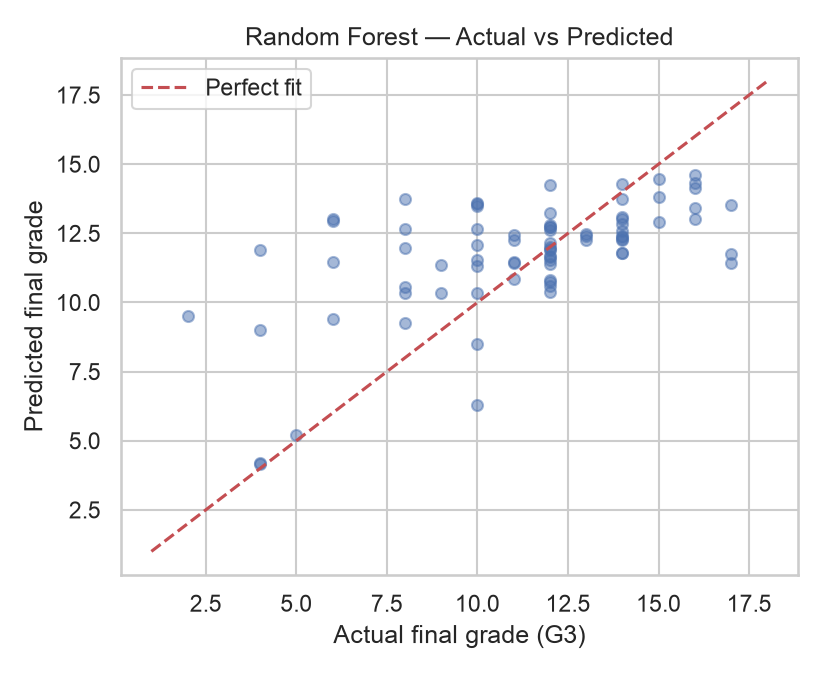 Random Forest — Actual vs Predicted
Perfect fit
Predicted final grade
17.5
15.0
12.5
10.0
7.5
5.0
2.5
2.5 5.0 7.5 10.0 12.5 15.0 17.5
Actual final grade (G3)